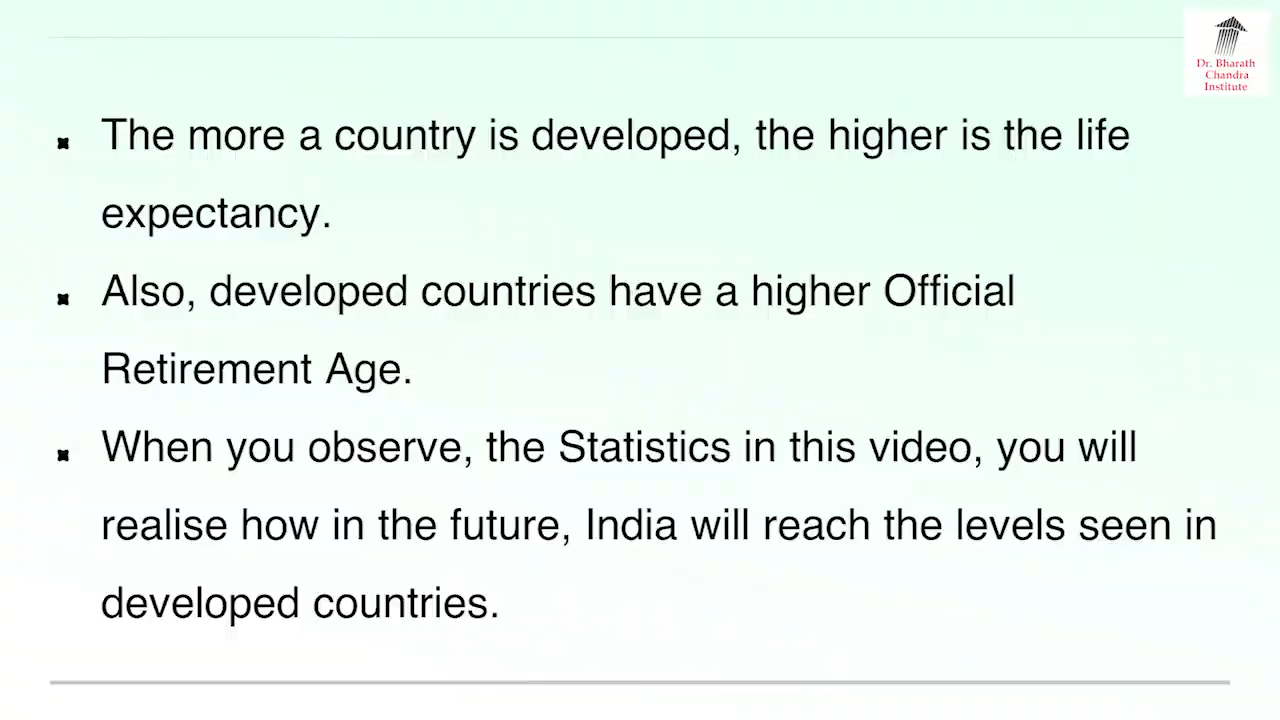 Dr. Bharath
Chandra
Institute
The more a country is developed, the higher is the life
expectancy.
Also, developed countries have a higher Official
Retirement Age.
When you observe, the Statistics in this video, you will
realise how in the future, India will reach the levels seen in
developed countries.